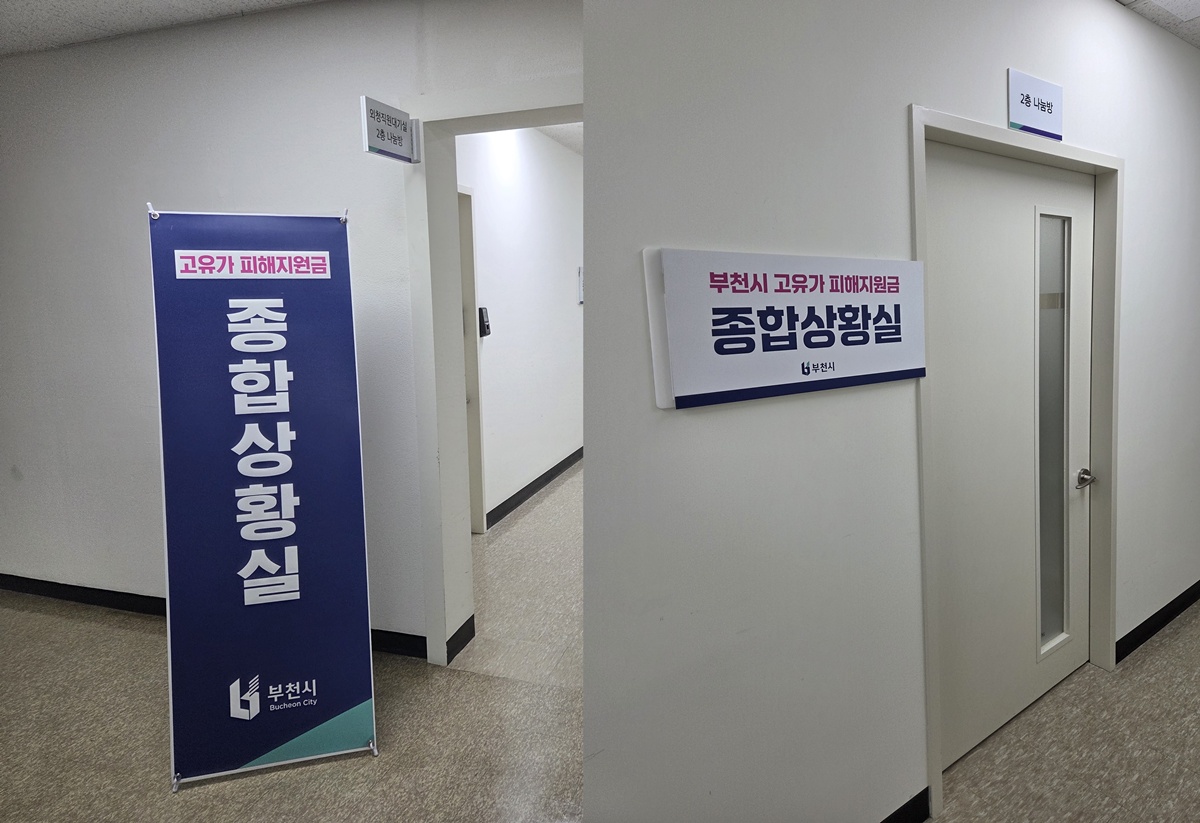 외청직원대기실
2층 나눔방
고유가 피해지원금
종합상황실
부천시
Bucheon City
2층 나눔방
부천시 고유가 피해지원금
종합상황실
부천시